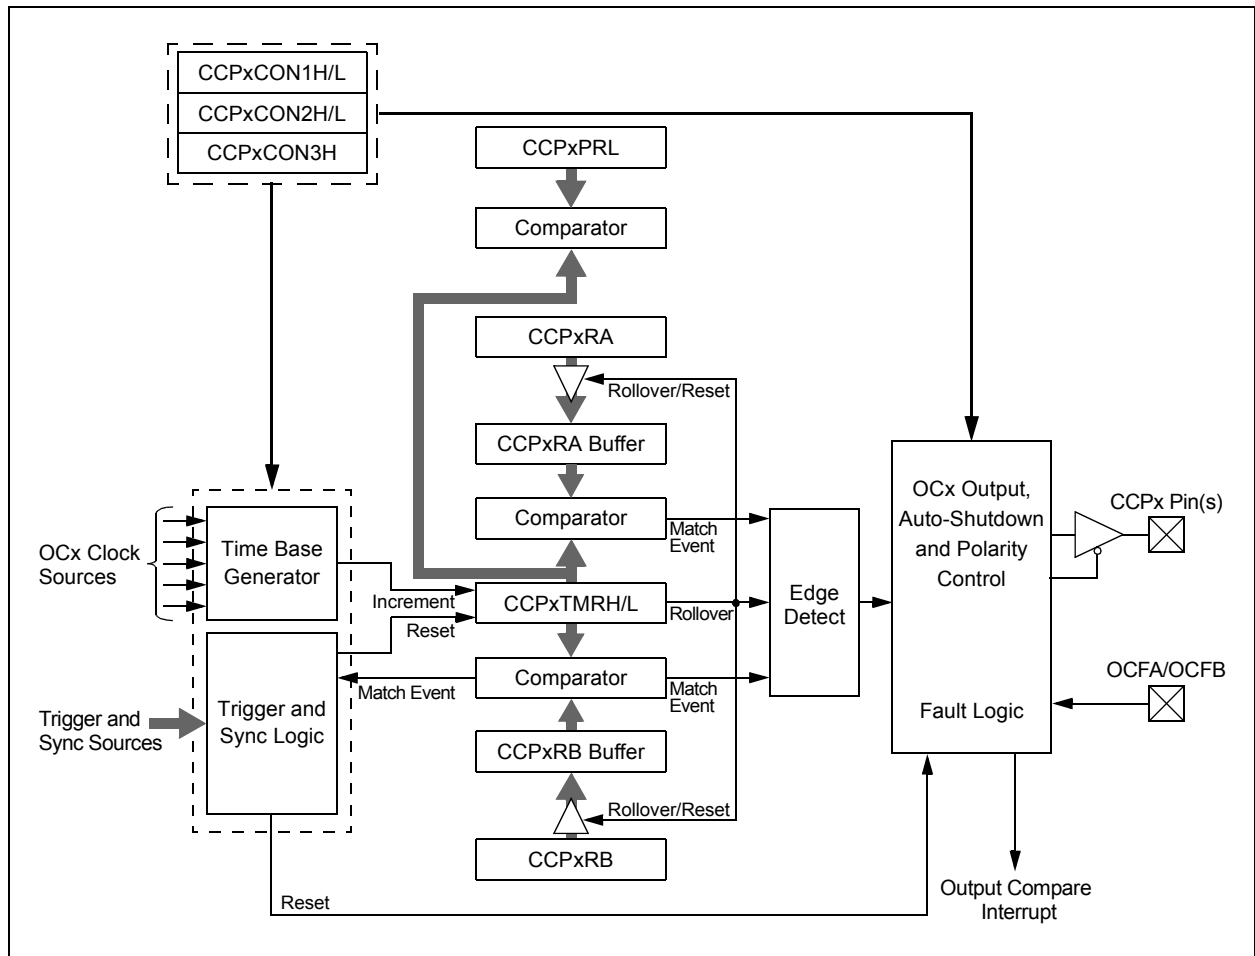 CCPxCON1H/L
CCPxCON2H/L
CCPxCON3H
CCPxPRL
Comparator
CCPxRA
Rollover/Reset
CCPxRA Buffer
Comparator
Match
Event
OCx Clock
Sources
Time Base
Generator
Increment
Reset
CCPxTMRH/L
Rollover
Edge
Detect
OCx Output,
Auto-Shutdown
and Polarity
Control
Fault Logic
CCPx Pin(s)
OCFA/OCFB
Trigger and
Sync Sources
Trigger and
Sync Logic
Match Event
Comparator
Match
Event
CCPxRB Buffer
Rollover/Reset
CCPxRB
Reset
Output Compare
Interrupt